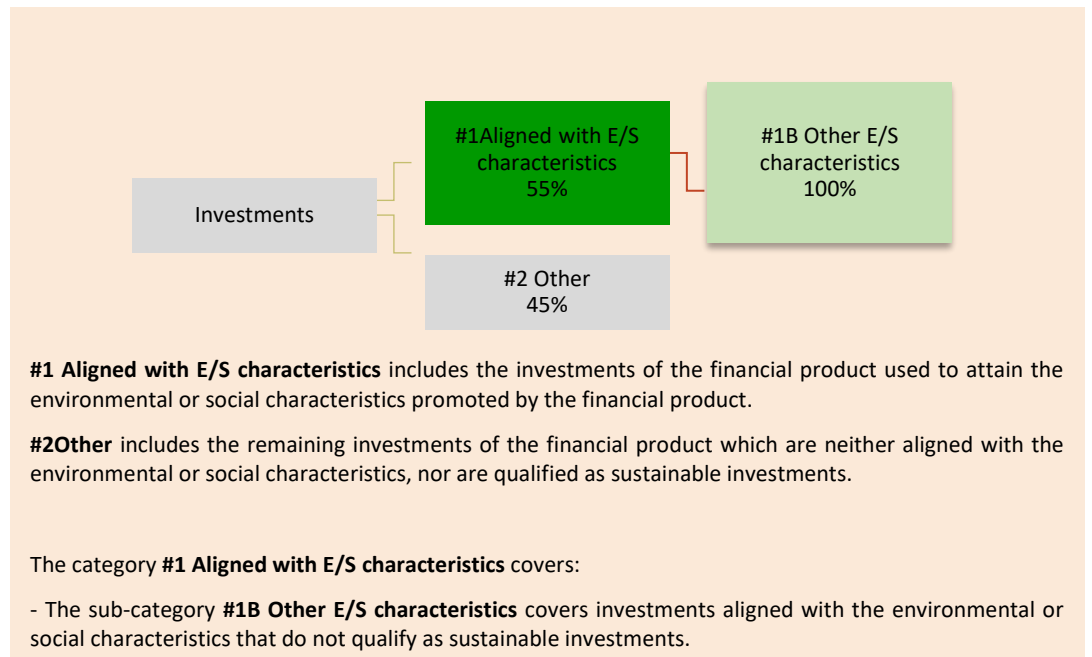 #1Aligned with E/S
characteristics
55%
#1B Other E/S
characteristics
100%
Investments
#2 Other
45%
#1 Aligned with E/S characteristics includes the investments of the financial product used to attain the
environmental or social characteristics promoted by the financial product.
#2Other includes the remaining investments of the financial product which are neither aligned with the
environmental or social characteristics, nor are qualified as sustainable investments.
The category #1 Aligned with E/S characteristics covers:
- The sub-category #1B Other E/S characteristics covers investments aligned with the environmental or
social characteristics that do not qualify as sustainable investments.